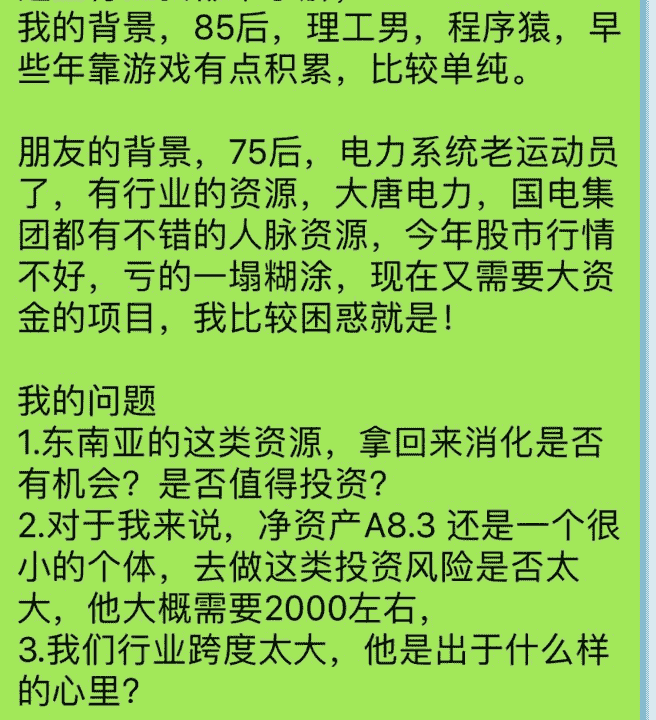 我的背景，85后，理工男，程序猿，早
些年靠游戏有点积累，比较单纯。
朋友的背景，75后，电力系统老运动员
了，有行业的资源，大唐电力，国电集
团都有不错的人脉资源，今年股市行情
不好，亏的一塌糊涂，现在又需要大资
金的项目，我比较困惑就是！
我的问题
1.东南亚的这类资源，拿回来消化是否
有机会？是否值得投资？
2.对于我来说，净资产A8.3 还是一个很
小的个体，去做这类投资风险是否太
大，他大概需要2000左右，
3.我们行业跨度太大，他是出于什么样
的心里？